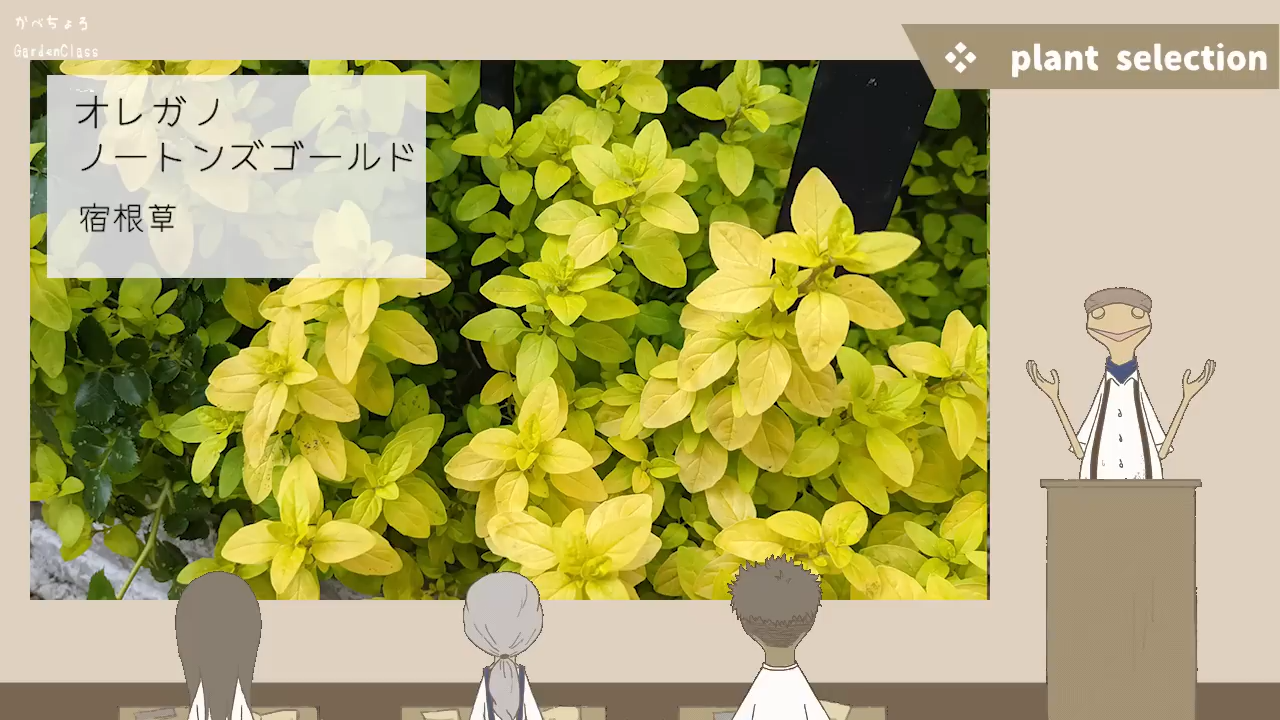 かべちょろ
GardenClass
plant selection
オレガノ
ノートンズゴールド
宿根草